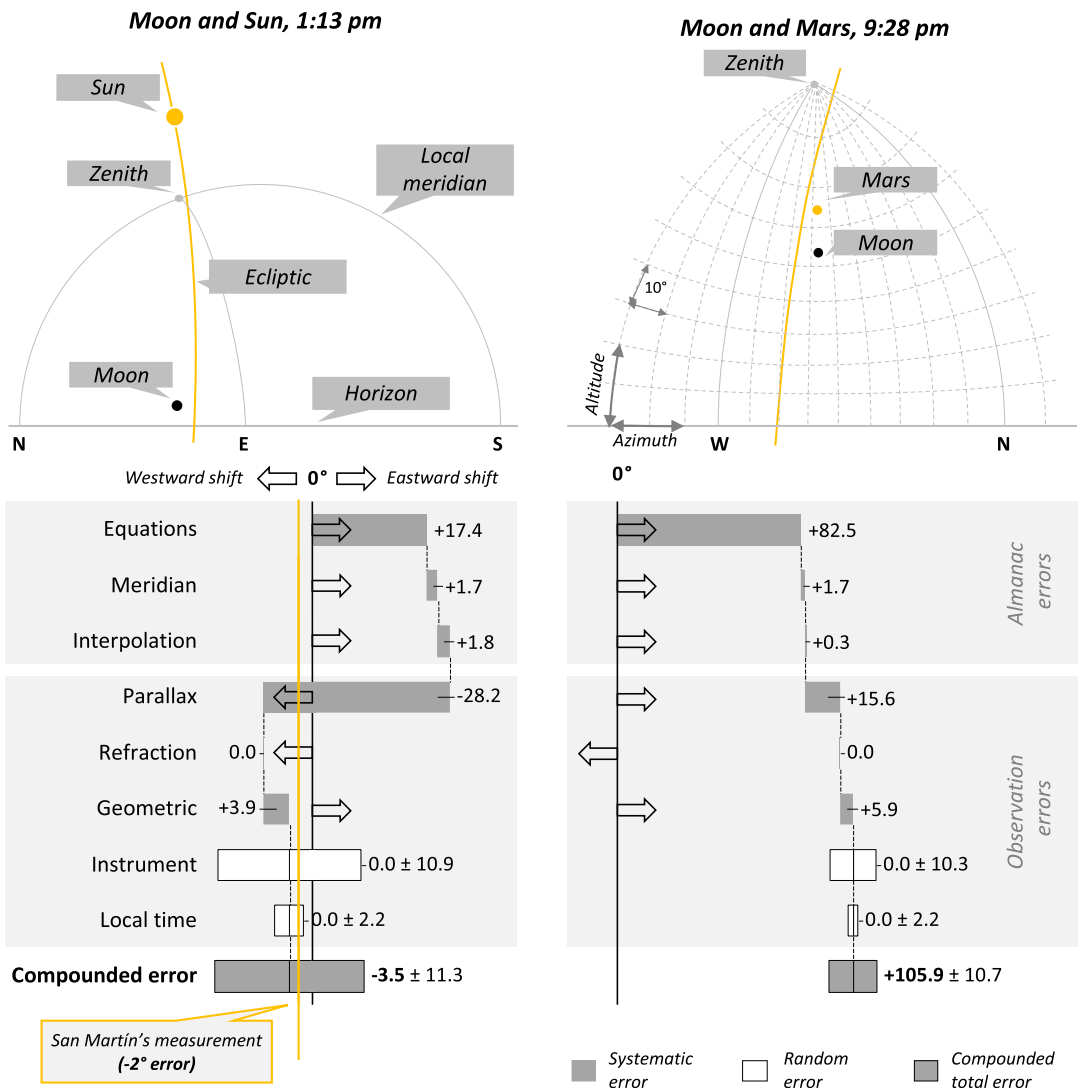 Moon and Sun, 1:13 pm
Sun
Zenith
Local
meridian
Ecliptic
Moon
Horizon
N
E
S
Moon and Mars, 9:28 pm
Zenith
Mars
Moon
10°
Altitude
Azimuth
W
N
Westward shift
0°
Eastward shift
0°
Equations
+17.4
+82.5
Meridian
+1.7
+1.7
Interpolation
+1.8
+0.3
Almanac
errors
Parallax
-28.2
+15.6
Refraction
0.0
0.0
Geometric
+3.9
+5.9
Instrument
0.0 ± 10.9
0.0 ± 10.3
Local time
0.0 ± 2.2
0.0 ± 2.2
Observation
errors
Compounded error
-3.5 ± 11.3
+105.9 ± 10.7
San Martín's measurement
(-2° error)
Systematic
error
Random
error
Compounded
total error